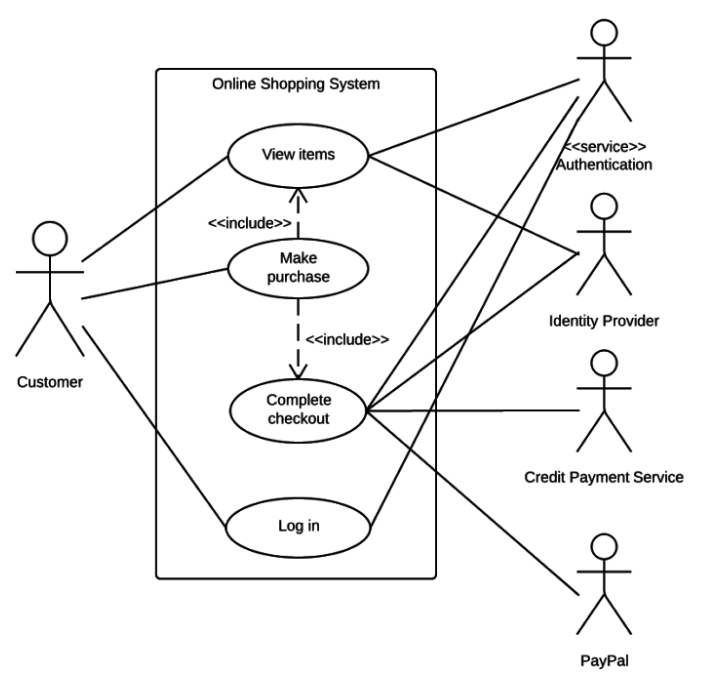 Online Shopping System
View items
<<service>>
Authentication
<<include>>
Make
purchase
Identity Provider
<<include>>
Customer
Complete
checkout
Credit Payment Service
Log in
PayPal